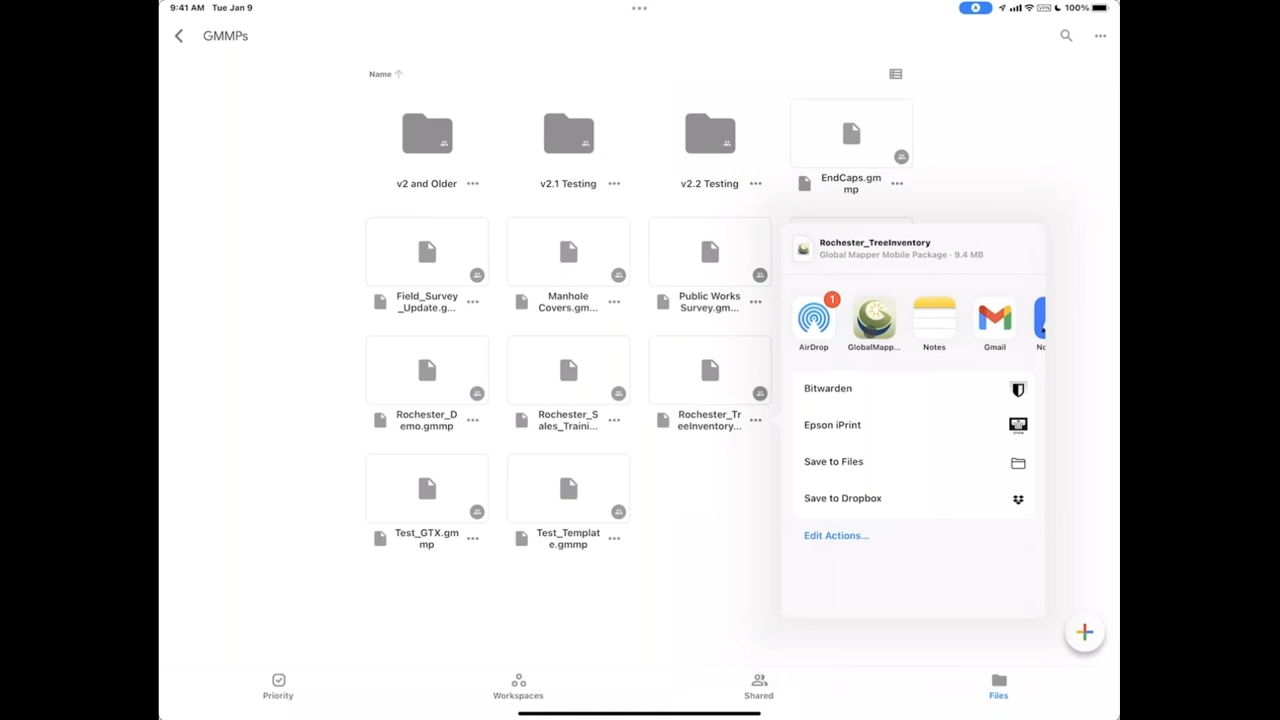 9:41 AM Tue Jan 9
VPN 100%
GMMPs
Name
v2 and Older
v2.1 Testing
v2.2 Testing
EndCaps.gm
mp
Field_Survey
_Update.g...
Manhole
Covers.gm...
Public Works
Survey.gm...
Rochester_D
emo.gmmp
Rochester_S
ales_Traini...
Rochester_Tr
eeInventory...
Test_GTX.gm
mp
Test_Templat
e.gmmp
Rochester_TreeInventory
Global Mapper Mobile Package · 9.4 MB
1
AirDrop
GlobalMapp...
Notes
Gmail
Bitwarden
Epson iPrint
Save to Files
Save to Dropbox
Edit Actions...
Priority
Workspaces
Shared
Files